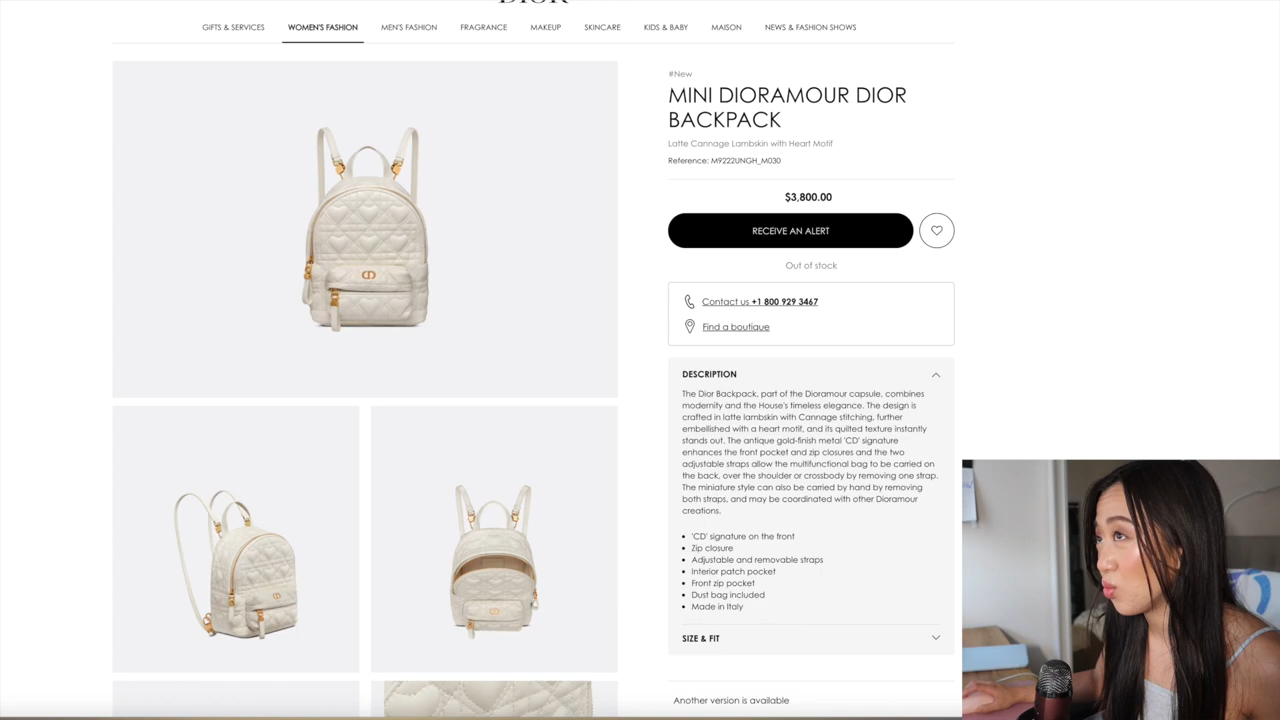 DIOR
GIFTS & SERVICES
WOMEN'S FASHION
MEN'S FASHION
FRAGRANCE
MAKEUP
SKINCARE
KIDS & BABY
MAISON
NEWS & FASHION SHOWS
#New
MINI DIORAMOUR DIOR
BACKPACK
Latte Cannage Lambskin with Heart Motif
Reference: M9222UNGH_M030
$3,800.00
RECEIVE AN ALERT
Out of stock
Contact us +1 800 929 3467
Find a boutique
DESCRIPTION
The Dior Backpack, part of the Dioramour capsule, combines
modernity and the House's timeless elegance. The design is
crafted in latte lambskin with Cannage stitching, further
embellished with a heart motif, and its quilted texture instantly
stands out. The antique gold-finish metal 'CD' signature
enhances the front pocket and zip closures and the two
adjustable straps allow the multifunctional bag to be carried on
the back, over the shoulder or crossbody by removing one strap.
The miniature style can also be carried by hand by removing
both straps, and may be coordinated with other Dioramour
creations.
• 'CD' signature on the front
• Zip closure
• Adjustable and removable straps
• Interior patch pocket
• Front zip pocket
• Dust bag included
• Made in Italy
SIZE & FIT
Another version is available
CD